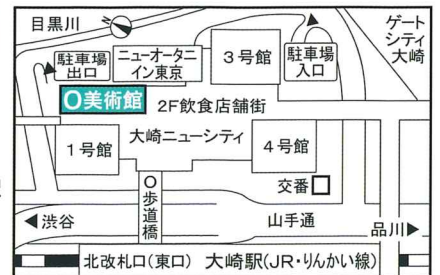 目黒川
ゲート
シティ
大崎
駐車場
出口
ニューオータニ
イン東京
3号館
駐車場
入口
O美術館
2F飲食店舗街
大崎ニューシティ
1号館
4号館
O
歩
道
橋
交番
◀渋谷
山手通
品川▶
北改札口(東口)
大崎駅(JR・りんかい線)